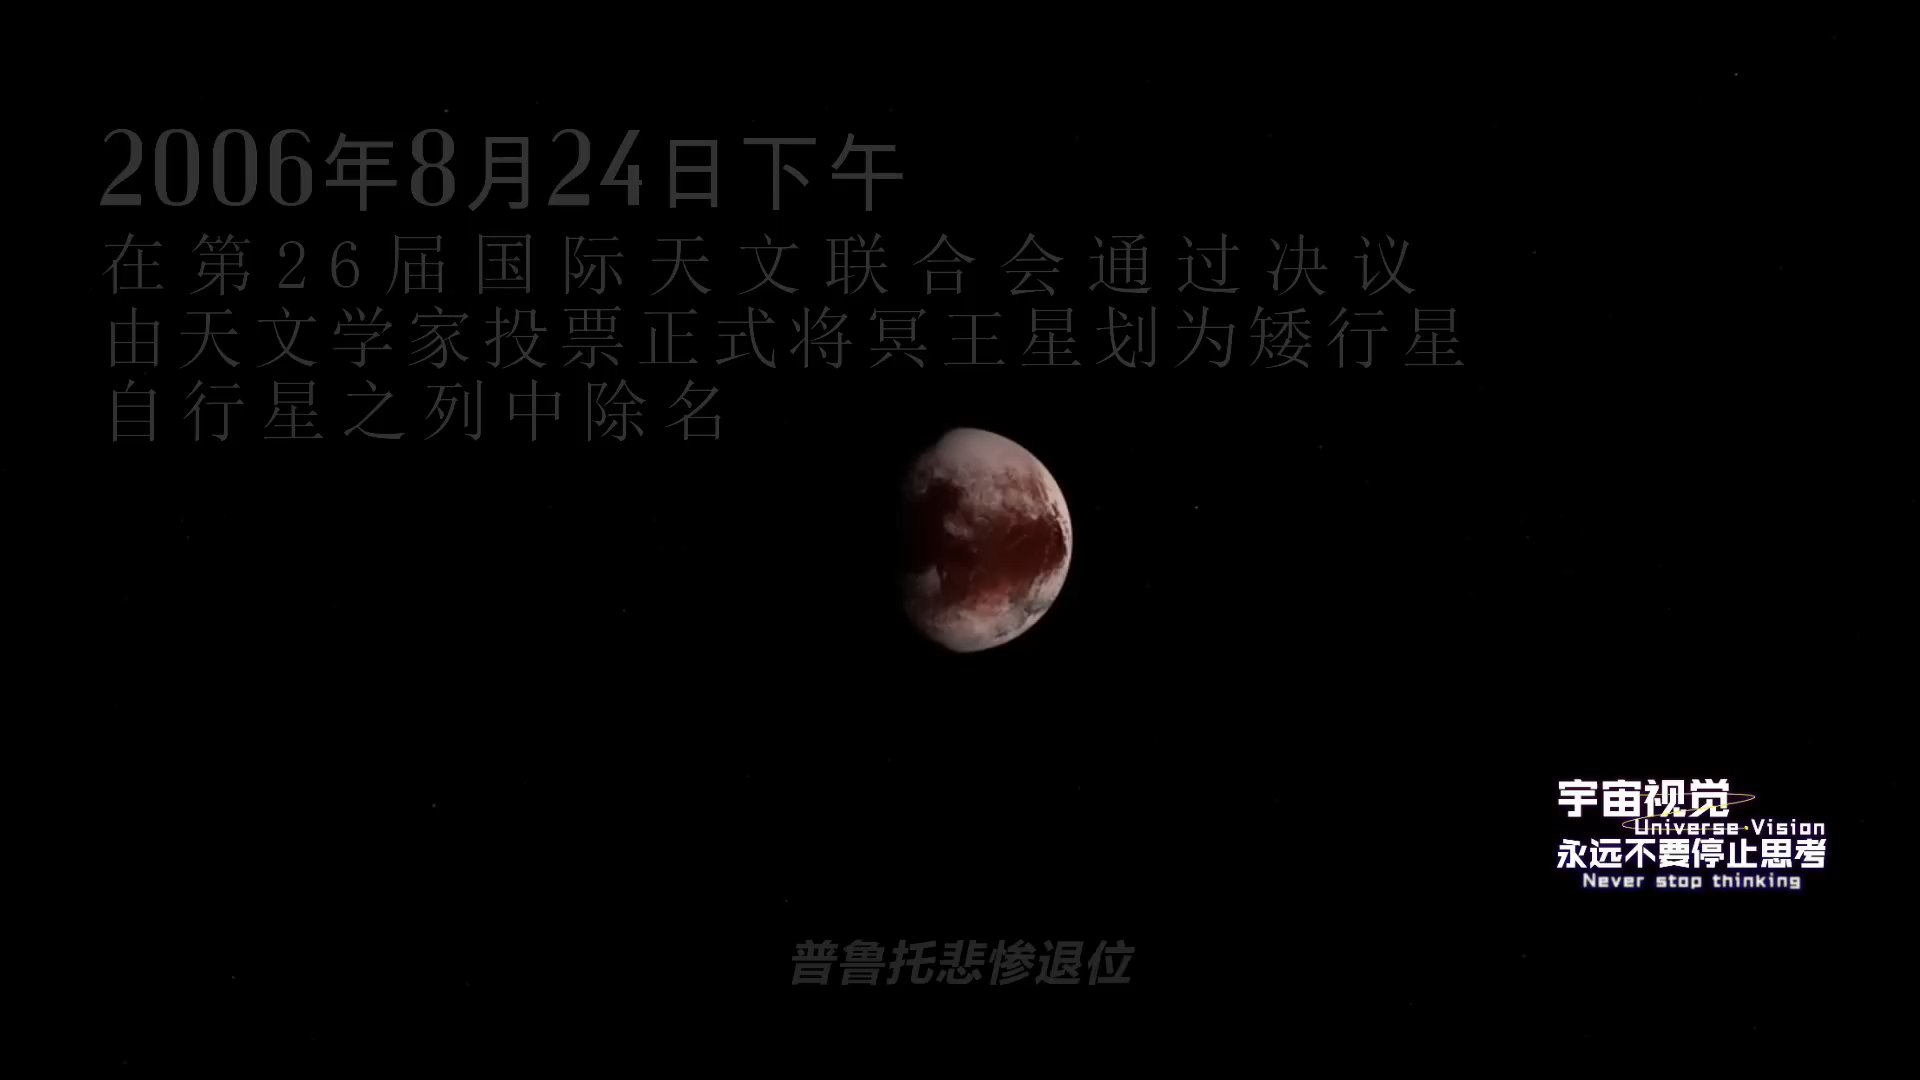 2006年8月24日下午
在第26届国际天文联合会通过决议
由天文学家投票正式将冥王星划为矮行星
自行星之列中除名
宇宙视觉
Universe Vision
永远不要停止思考
Never stop thinking
普鲁托悲惨退位